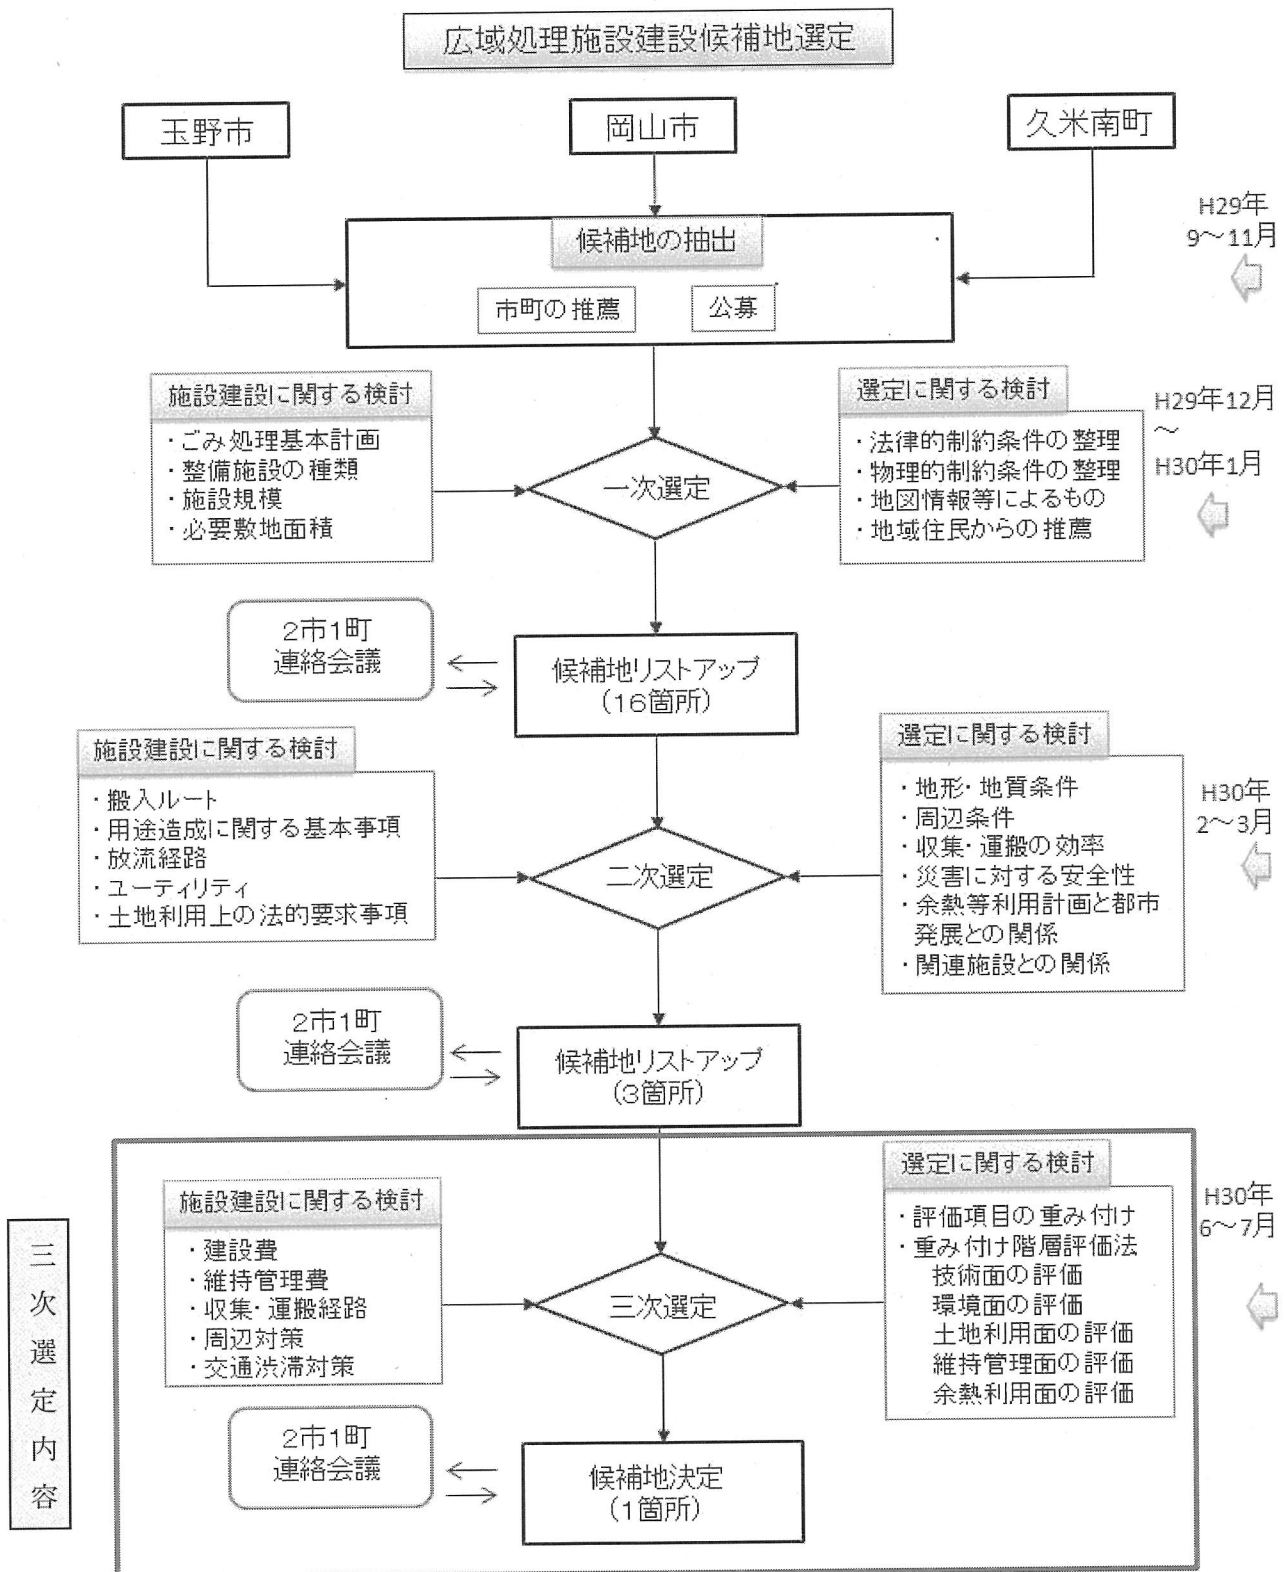 広域処理施設建設候補地選定
玉野市
岡山市
久米南町
H29年
9～11月
候補地の抽出
市町の推薦
公募
施設建設に関する検討
・ごみ処理基本計画
・整備施設の種類
・施設規模
・必要敷地面積
一次選定
選定に関する検討
・法律的制約条件の整理
・物理的制約条件の整理
・地図情報等によるもの
・地域住民からの推薦
H29年12月
～
H30年1月
2市1町
連絡会議
候補地リストアップ
（16箇所）
施設建設に関する検討
・搬入ルート
・用途造成に関する基本事項
・放流経路
・ユーティリティ
・土地利用上の法的要求事項
二次選定
選定に関する検討
・地形・地質条件
・周辺条件
・収集・運搬の効率
・災害に対する安全性
・余熱等利用計画と都市
発展との関係
・関連施設との関係
H30年
2～3月
2市1町
連絡会議
候補地リストアップ
（3箇所）
三次選定内容
施設建設に関する検討
・建設費
・維持管理費
・収集・運搬経路
・周辺対策
・交通渋滞対策
三次選定
選定に関する検討
・評価項目の重み付け
・重み付け階層評価法
技術面の評価
環境面の評価
土地利用面の評価
維持管理面の評価
余熱利用面の評価
H30年
6～7月
2市1町
連絡会議
候補地決定
（1箇所）